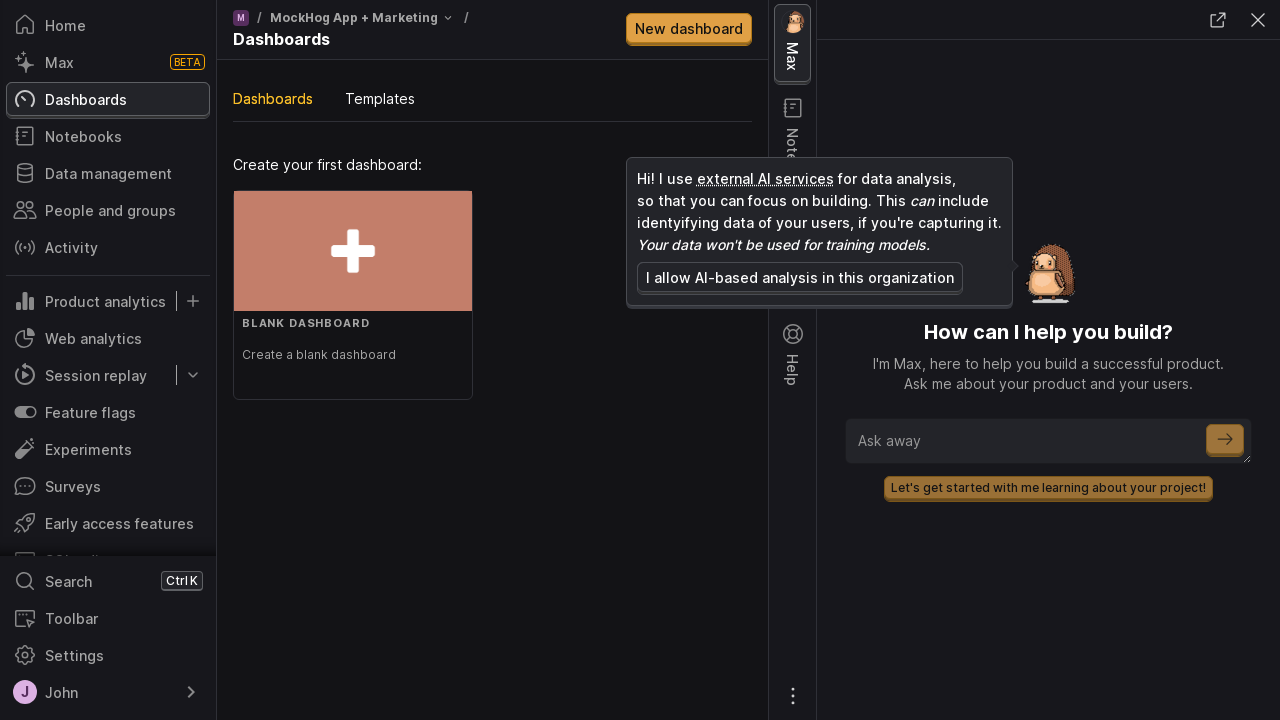 Home
Max
BETA
Dashboards
Notebooks
Data management
People and groups
Activity
Product analytics
Web analytics
Session replay
Feature flags
Experiments
Surveys
Early access features
Search
Ctrl K
Toolbar
Settings
J
John
M / MockHog App + Marketing /
Dashboards
New dashboard
Dashboards
Templates
Create your first dashboard:
BLANK DASHBOARD
Create a blank dashboard
Max
Help
Hi! I use external AI services for data analysis,
so that you can focus on building. This can include
identyifying data of your users, if you're capturing it.
Your data won't be used for training models.
I allow AI-based analysis in this organization
How can I help you build?
I'm Max, here to help you build a successful product.
Ask me about your product and your users.
Ask away
Let's get started with me learning about your project!